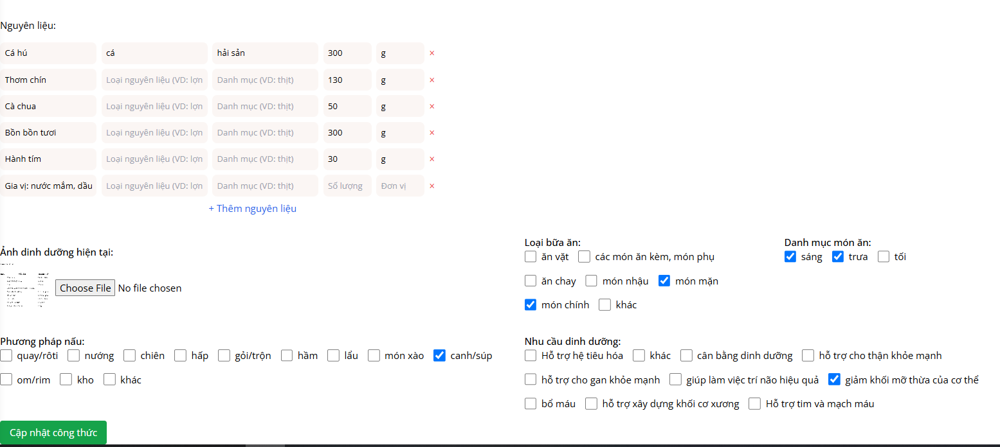 Nguyên liệu:
Cá hú cá hải sản 300 g ×
Thơm chín Loại nguyên liệu (VD: lợn Danh mục (VD: thịt) 130 g ×
Cà chua Loại nguyên liệu (VD: lợn Danh mục (VD: thịt) 50 g ×
Bồn bồn tươi Loại nguyên liệu (VD: lợn Danh mục (VD: thịt) 300 g ×
Hành tím Loại nguyên liệu (VD: lợn Danh mục (VD: thịt) 30 g ×
Gia vị: nước mắm, dầu Loại nguyên liệu (VD: lợn Danh mục (VD: thịt) Số lượng Đơn vị ×
+ Thêm nguyên liệu
Ảnh dinh dưỡng hiện tại:
Choose File No file chosen
Loại bữa ăn:
ăn vặt các món ăn kèm, món phụ
ăn chay món nhậu món mặn
món chính khác
Danh mục món ăn:
sáng trưa tối
Phương pháp nấu:
quay/rôti nướng chiên hấp gỏi/trộn hầm lẩu món xào canh/súp
om/rim kho khác
Nhu cầu dinh dưỡng:
Hỗ trợ hệ tiêu hóa khác cân bằng dinh dưỡng hỗ trợ cho thận khỏe mạnh
hỗ trợ cho gan khỏe mạnh giúp làm việc trí não hiệu quả giảm khối mỡ thừa của cơ thể
bổ máu hỗ trợ xây dựng khối cơ xương Hỗ trợ tim và mạch máu
Cập nhật công thức